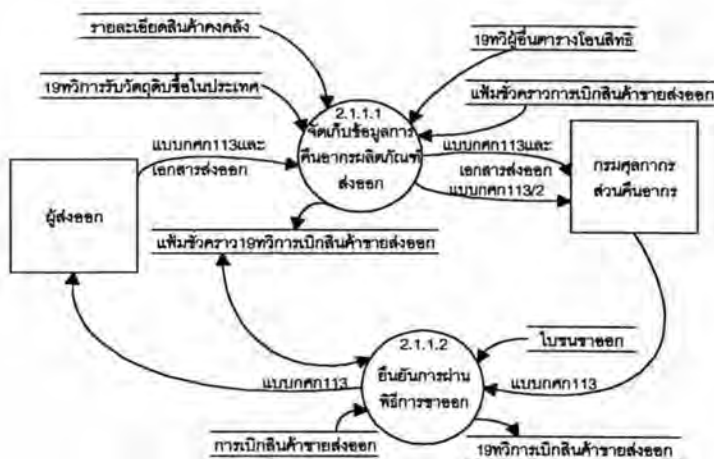 รายละเอียดสินค้าคงคลัง
19ทวิผู้อื่นตารางโอนสิทธิ
19ทวิการรับวัตถุดิบซื้อในประเทศ
แฟ้มชั่วคราวการเบิกสินค้าขายส่งออก
2.1.1.1
จัดเก็บข้อมูลการ
คืนอากรผลิตภัณฑ์
ส่งออก
แบบกศก113และ
เอกสารส่งออก
แบบกศก113และ
เอกสารส่งออก
แบบกศก113/2
ผู้ส่งออก
กรมศุลกากร
ส่วนคืนอากร
แฟ้มชั่วคราว19ทวิการเบิกสินค้าขายส่งออก
2.1.1.2
ยืนยันการผ่าน
พิธีการขาออก
ใบขนขาออก
แบบกศก113
แบบกศก113
การเบิกสินค้าขายส่งออก
19ทวิการเบิกสินค้าขายส่งออก